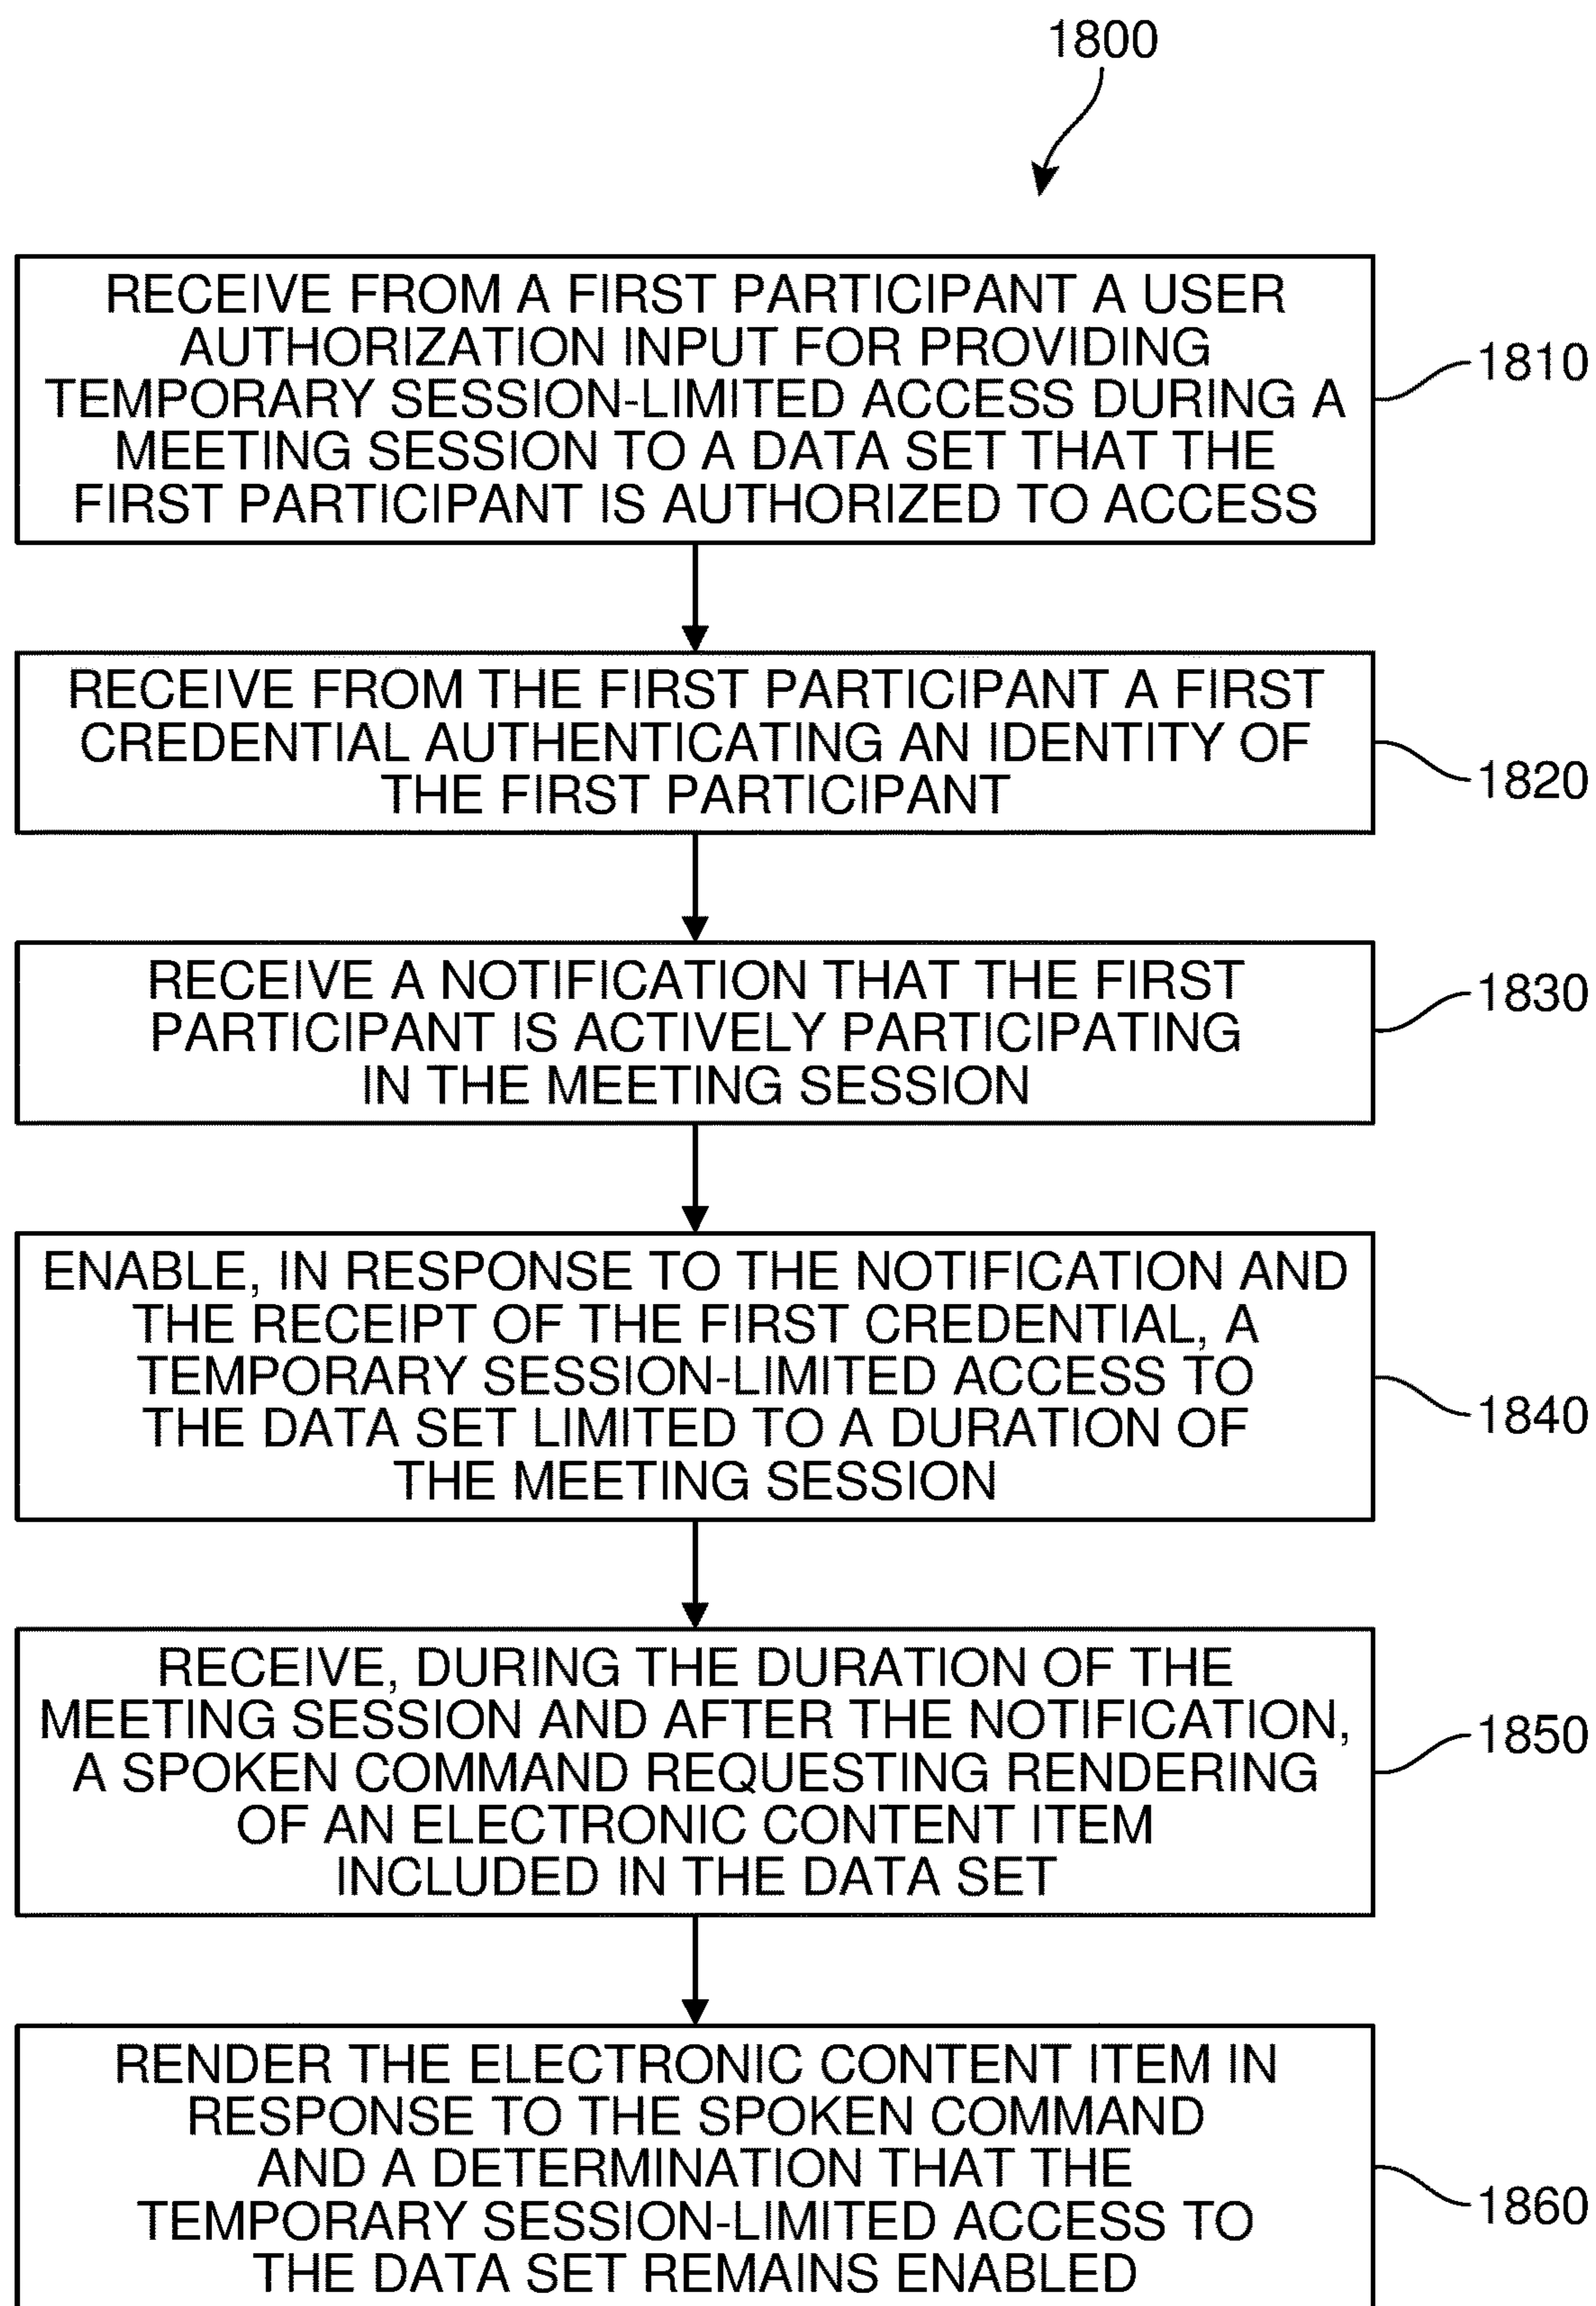 1800
RECEIVE FROM A FIRST PARTICIPANT A USER
AUTHORIZATION INPUT FOR PROVIDING
TEMPORARY SESSION-LIMITED ACCESS DURING A
MEETING SESSION TO A DATA SET THAT THE
FIRST PARTICIPANT IS AUTHORIZED TO ACCESS
1810
RECEIVE FROM THE FIRST PARTICIPANT A FIRST
CREDENTIAL AUTHENTICATING AN IDENTITY OF
THE FIRST PARTICIPANT
1820
RECEIVE A NOTIFICATION THAT THE FIRST
PARTICIPANT IS ACTIVELY PARTICIPATING
IN THE MEETING SESSION
1830
ENABLE, IN RESPONSE TO THE NOTIFICATION AND
THE RECEIPT OF THE FIRST CREDENTIAL, A
TEMPORARY SESSION-LIMITED ACCESS TO
THE DATA SET LIMITED TO A DURATION OF
THE MEETING SESSION
1840
RECEIVE, DURING THE DURATION OF THE
MEETING SESSION AND AFTER THE NOTIFICATION,
A SPOKEN COMMAND REQUESTING RENDERING
OF AN ELECTRONIC CONTENT ITEM
INCLUDED IN THE DATA SET
1850
RENDER THE ELECTRONIC CONTENT ITEM IN
RESPONSE TO THE SPOKEN COMMAND
AND A DETERMINATION THAT THE
TEMPORARY SESSION-LIMITED ACCESS TO
THE DATA SET REMAINS ENABLED
1860